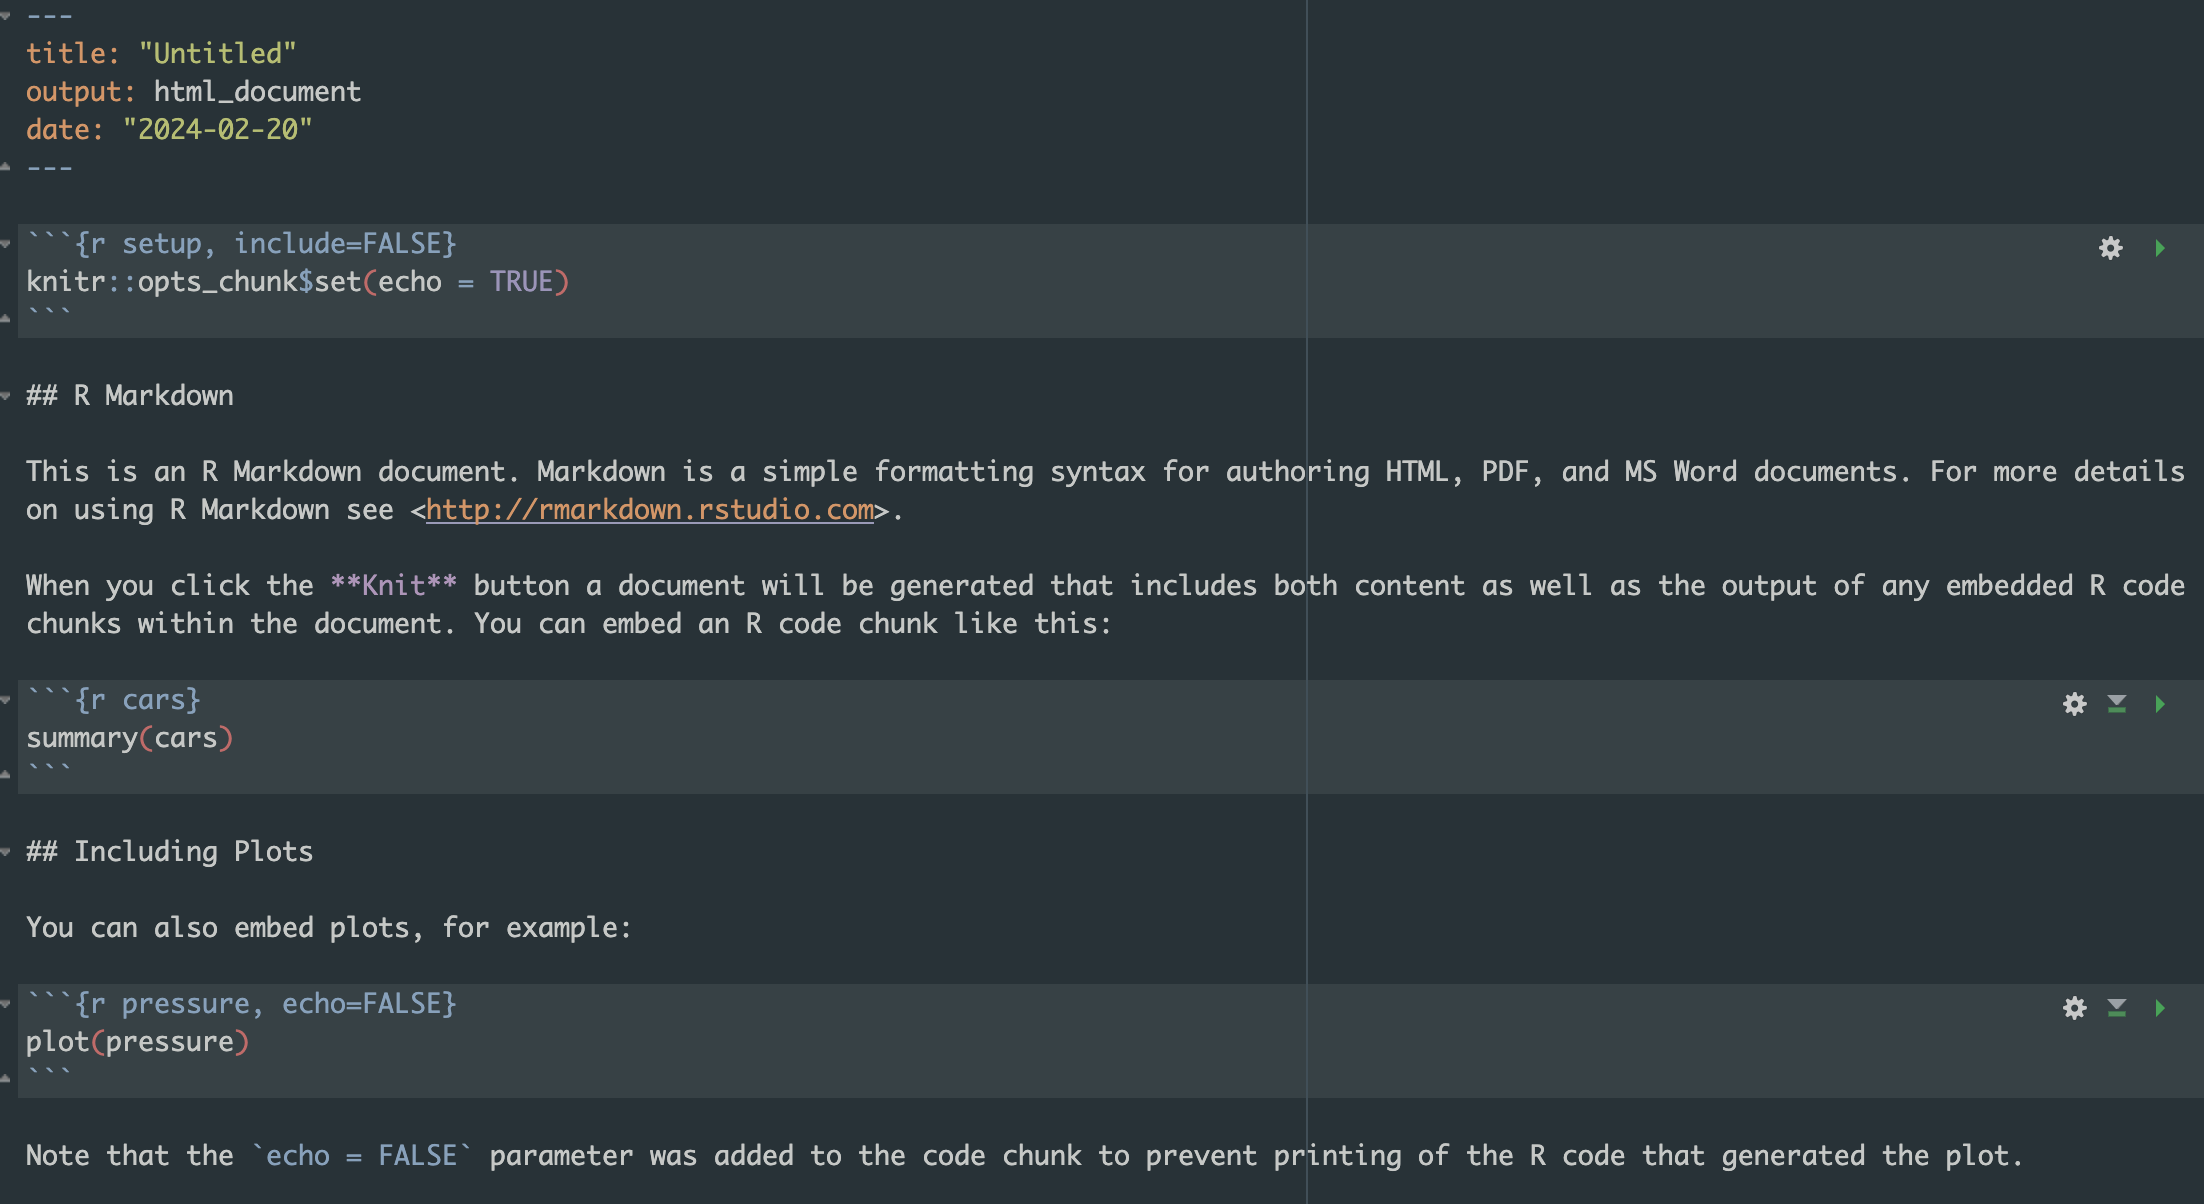 ---
title: "Untitled"
output: html_document
date: "2024-02-20"
---
```{r setup, include=FALSE}
knitr::opts_chunk$set(echo = TRUE)
```
## R Markdown
This is an R Markdown document. Markdown is a simple formatting syntax for authoring HTML, PDF, and MS Word documents. For more details
on using R Markdown see <http://rmarkdown.rstudio.com>.
When you click the **Knit** button a document will be generated that includes both content as well as the output of any embedded R code
chunks within the document. You can embed an R code chunk like this:
```{r cars}
summary(cars)
```
## Including Plots
You can also embed plots, for example:
```{r pressure, echo=FALSE}
plot(pressure)
```
Note that the `echo = FALSE` parameter was added to the code chunk to prevent printing of the R code that generated the plot.